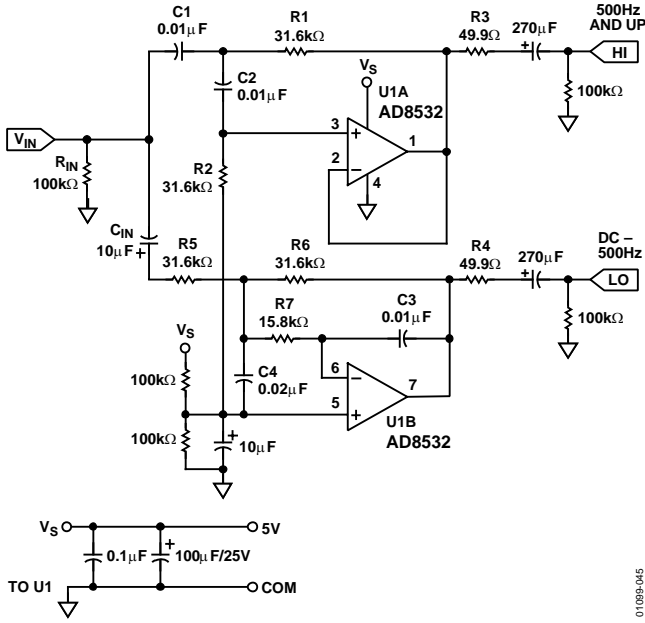 C1
0.01μF
R1
31.6kΩ
R3
49.9Ω
270μF
+
500Hz
AND UP
HI
100kΩ
C2
0.01μF
VS
U1A
AD8532
3
+
2
−
1
4
VIN
RIN
100kΩ
R2
31.6kΩ
CIN
10μF
+
R5
31.6kΩ
R6
31.6kΩ
R4
49.9Ω
270μF
+
DC –
500Hz
LO
100kΩ
R7
15.8kΩ
C3
0.01μF
VS
100kΩ
C4
0.02μF
6
−
5
+
7
U1B
AD8532
100kΩ
+
10μF
VS
5V
0.1μF
+
100μF/25V
TO U1
COM
01099-045